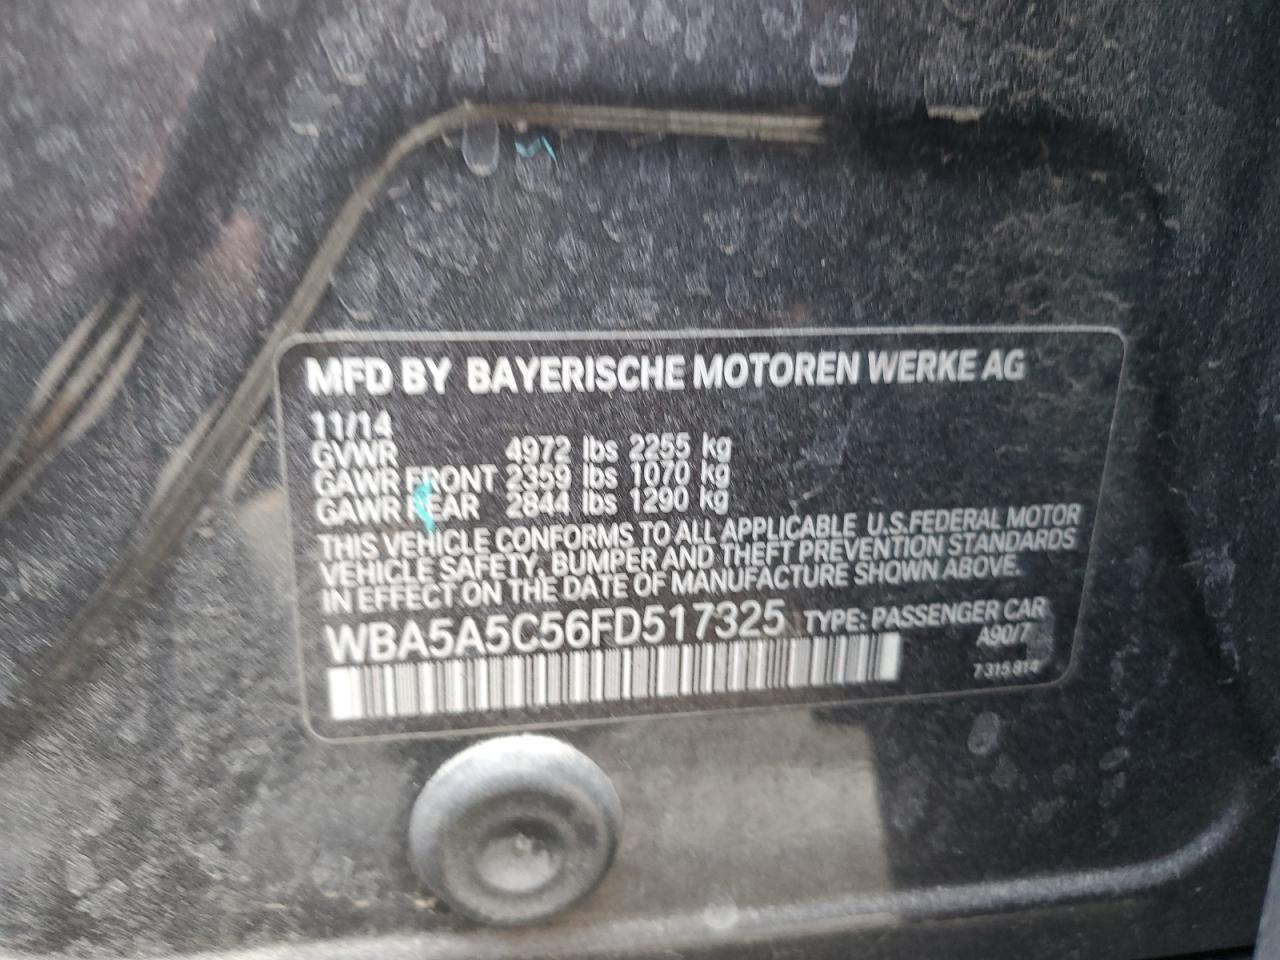 MFD BY BAYERISCHE MOTOREN WERKE AG
11/14
GVWR 4972 lbs 2255 kg
GAWR FRONT 2359 lbs 1070 kg
GAWR REAR 2844 lbs 1290 kg
THIS VEHICLE CONFORMS TO ALL APPLICABLE U.S.FEDERAL MOTOR
VEHICLE SAFETY, BUMPER AND THEFT PREVENTION STANDARDS
IN EFFECT ON THE DATE OF MANUFACTURE SHOWN ABOVE.
WBA5A5C56FD517325 TYPE: PASSENGER CAR
A90/7
7 315 814